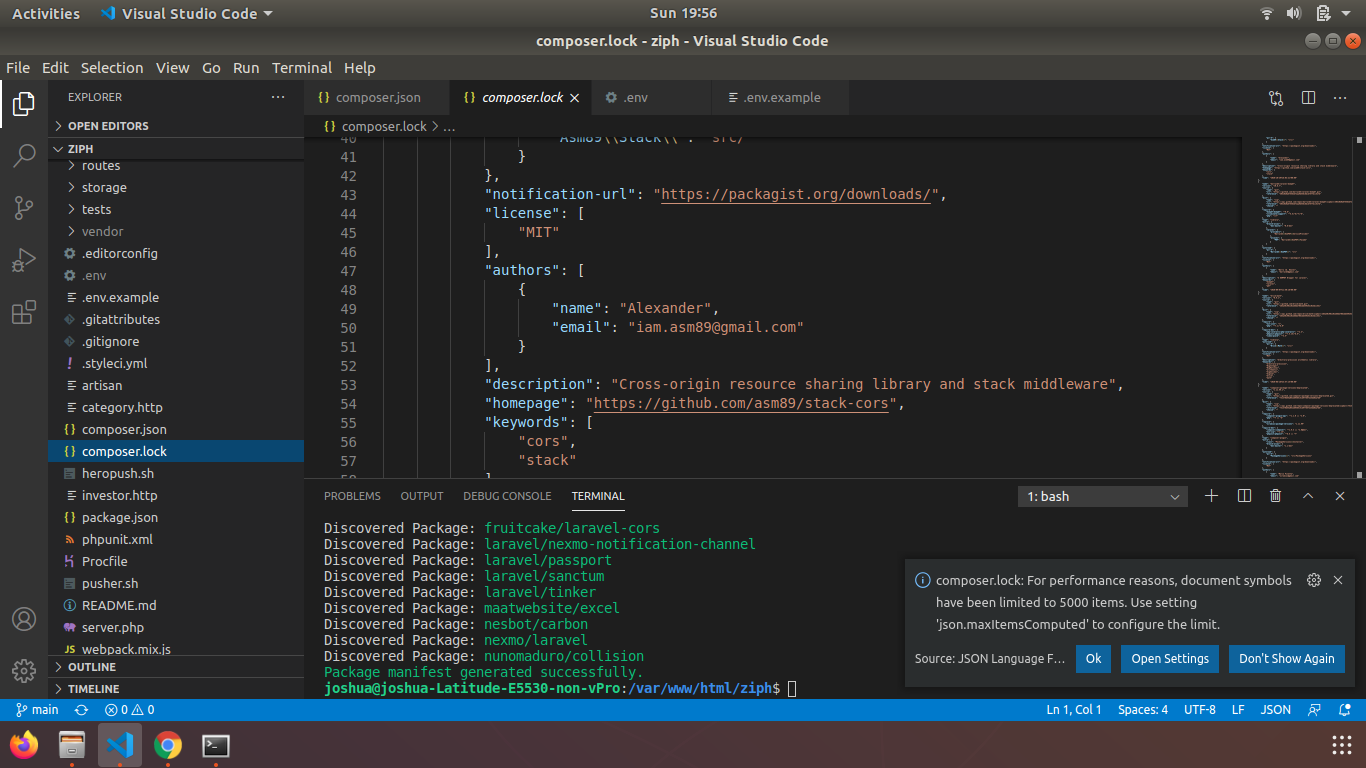 Activities
Visual Studio Code
Sun 19:56
composer.lock - ziph - Visual Studio Code
File Edit Selection View Go Run Terminal Help
EXPLORER
OPEN EDITORS
ZIPH
routes
storage
tests
vendor
.editorconfig
.env
.env.example
.gitattributes
.gitignore
.styleci.yml
artisan
category.http
composer.json
composer.lock
heropush.sh
investor.http
package.json
phpunit.xml
Procfile
pusher.sh
README.md
server.php
webpack.mix.js
OUTLINE
TIMELINE
composer.json composer.lock .env .env.example
composer.lock > ...
40 "Asm89\\Stack\\": "src/"
41 }
42 },
43 "notification-url": "https://packagist.org/downloads/",
44 "license": [
45 "MIT"
46 ],
47 "authors": [
48 {
49 "name": "Alexander",
50 "email": "iam.asm89@gmail.com"
51 }
52 ],
53 "description": "Cross-origin resource sharing library and stack middleware",
54 "homepage": "https://github.com/asm89/stack-cors",
55 "keywords": [
56 "cors",
57 "stack"
58 ]
PROBLEMS OUTPUT DEBUG CONSOLE TERMINAL
1: bash
Discovered Package: fruitcake/laravel-cors
Discovered Package: laravel/nexmo-notification-channel
Discovered Package: laravel/passport
Discovered Package: laravel/sanctum
Discovered Package: laravel/tinker
Discovered Package: maatwebsite/excel
Discovered Package: nesbot/carbon
Discovered Package: nexmo/laravel
Discovered Package: nunomaduro/collision
Package manifest generated successfully.
joshua@joshua-Latitude-E5530-non-vPro:/var/www/html/ziph$
composer.lock: For performance reasons, document symbols
have been limited to 5000 items. Use setting
'json.maxItemsComputed' to configure the limit.
Source: JSON Language F...
Ok
Open Settings
Don't Show Again
main
0 0
Ln 1, Col 1
Spaces: 4
UTF-8
LF
JSON